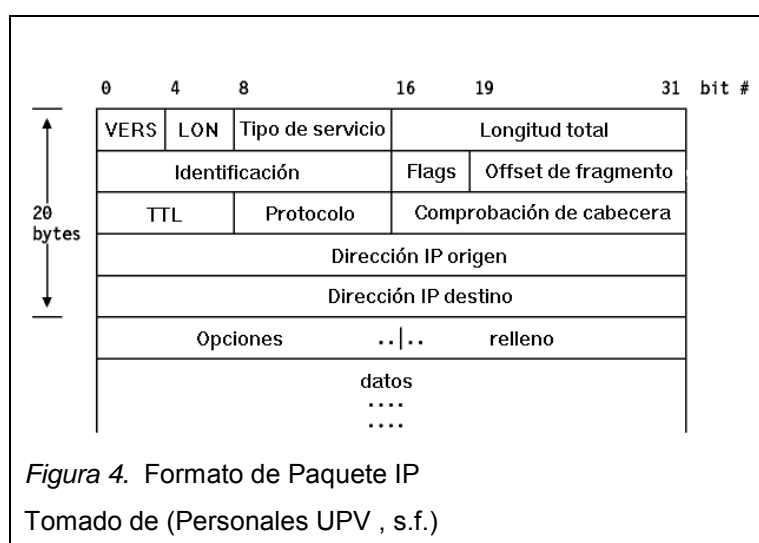 0 4 8 16 19 31 bit #
VERS LON Tipo de servicio Longitud total
Identificación Flags Offset de fragmento
20 bytes
TTL Protocolo Comprobación de cabecera
Dirección IP origen
Dirección IP destino
Opciones ..|.. relleno
datos
....
....
Figura 4. Formato de Paquete IP
Tomado de (Personales UPV , s.f.)